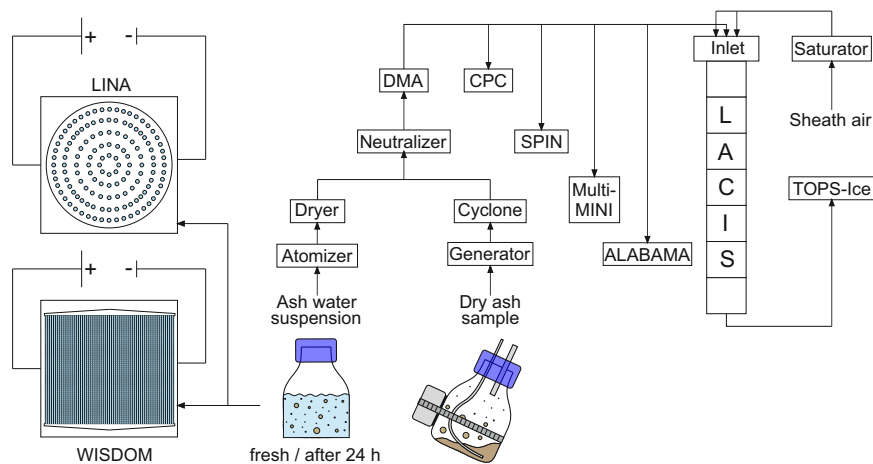 + -
LINA
+ -
WISDOM
DMA
CPC
Neutralizer
SPIN
Multi-
MINI
ALABAMA
Dryer
Cyclone
Atomizer
Generator
Ash water
suspension
Dry ash
sample
fresh / after 24 h
Inlet
Saturator
Sheath air
L
A
C
I
S
TOPS-Ice